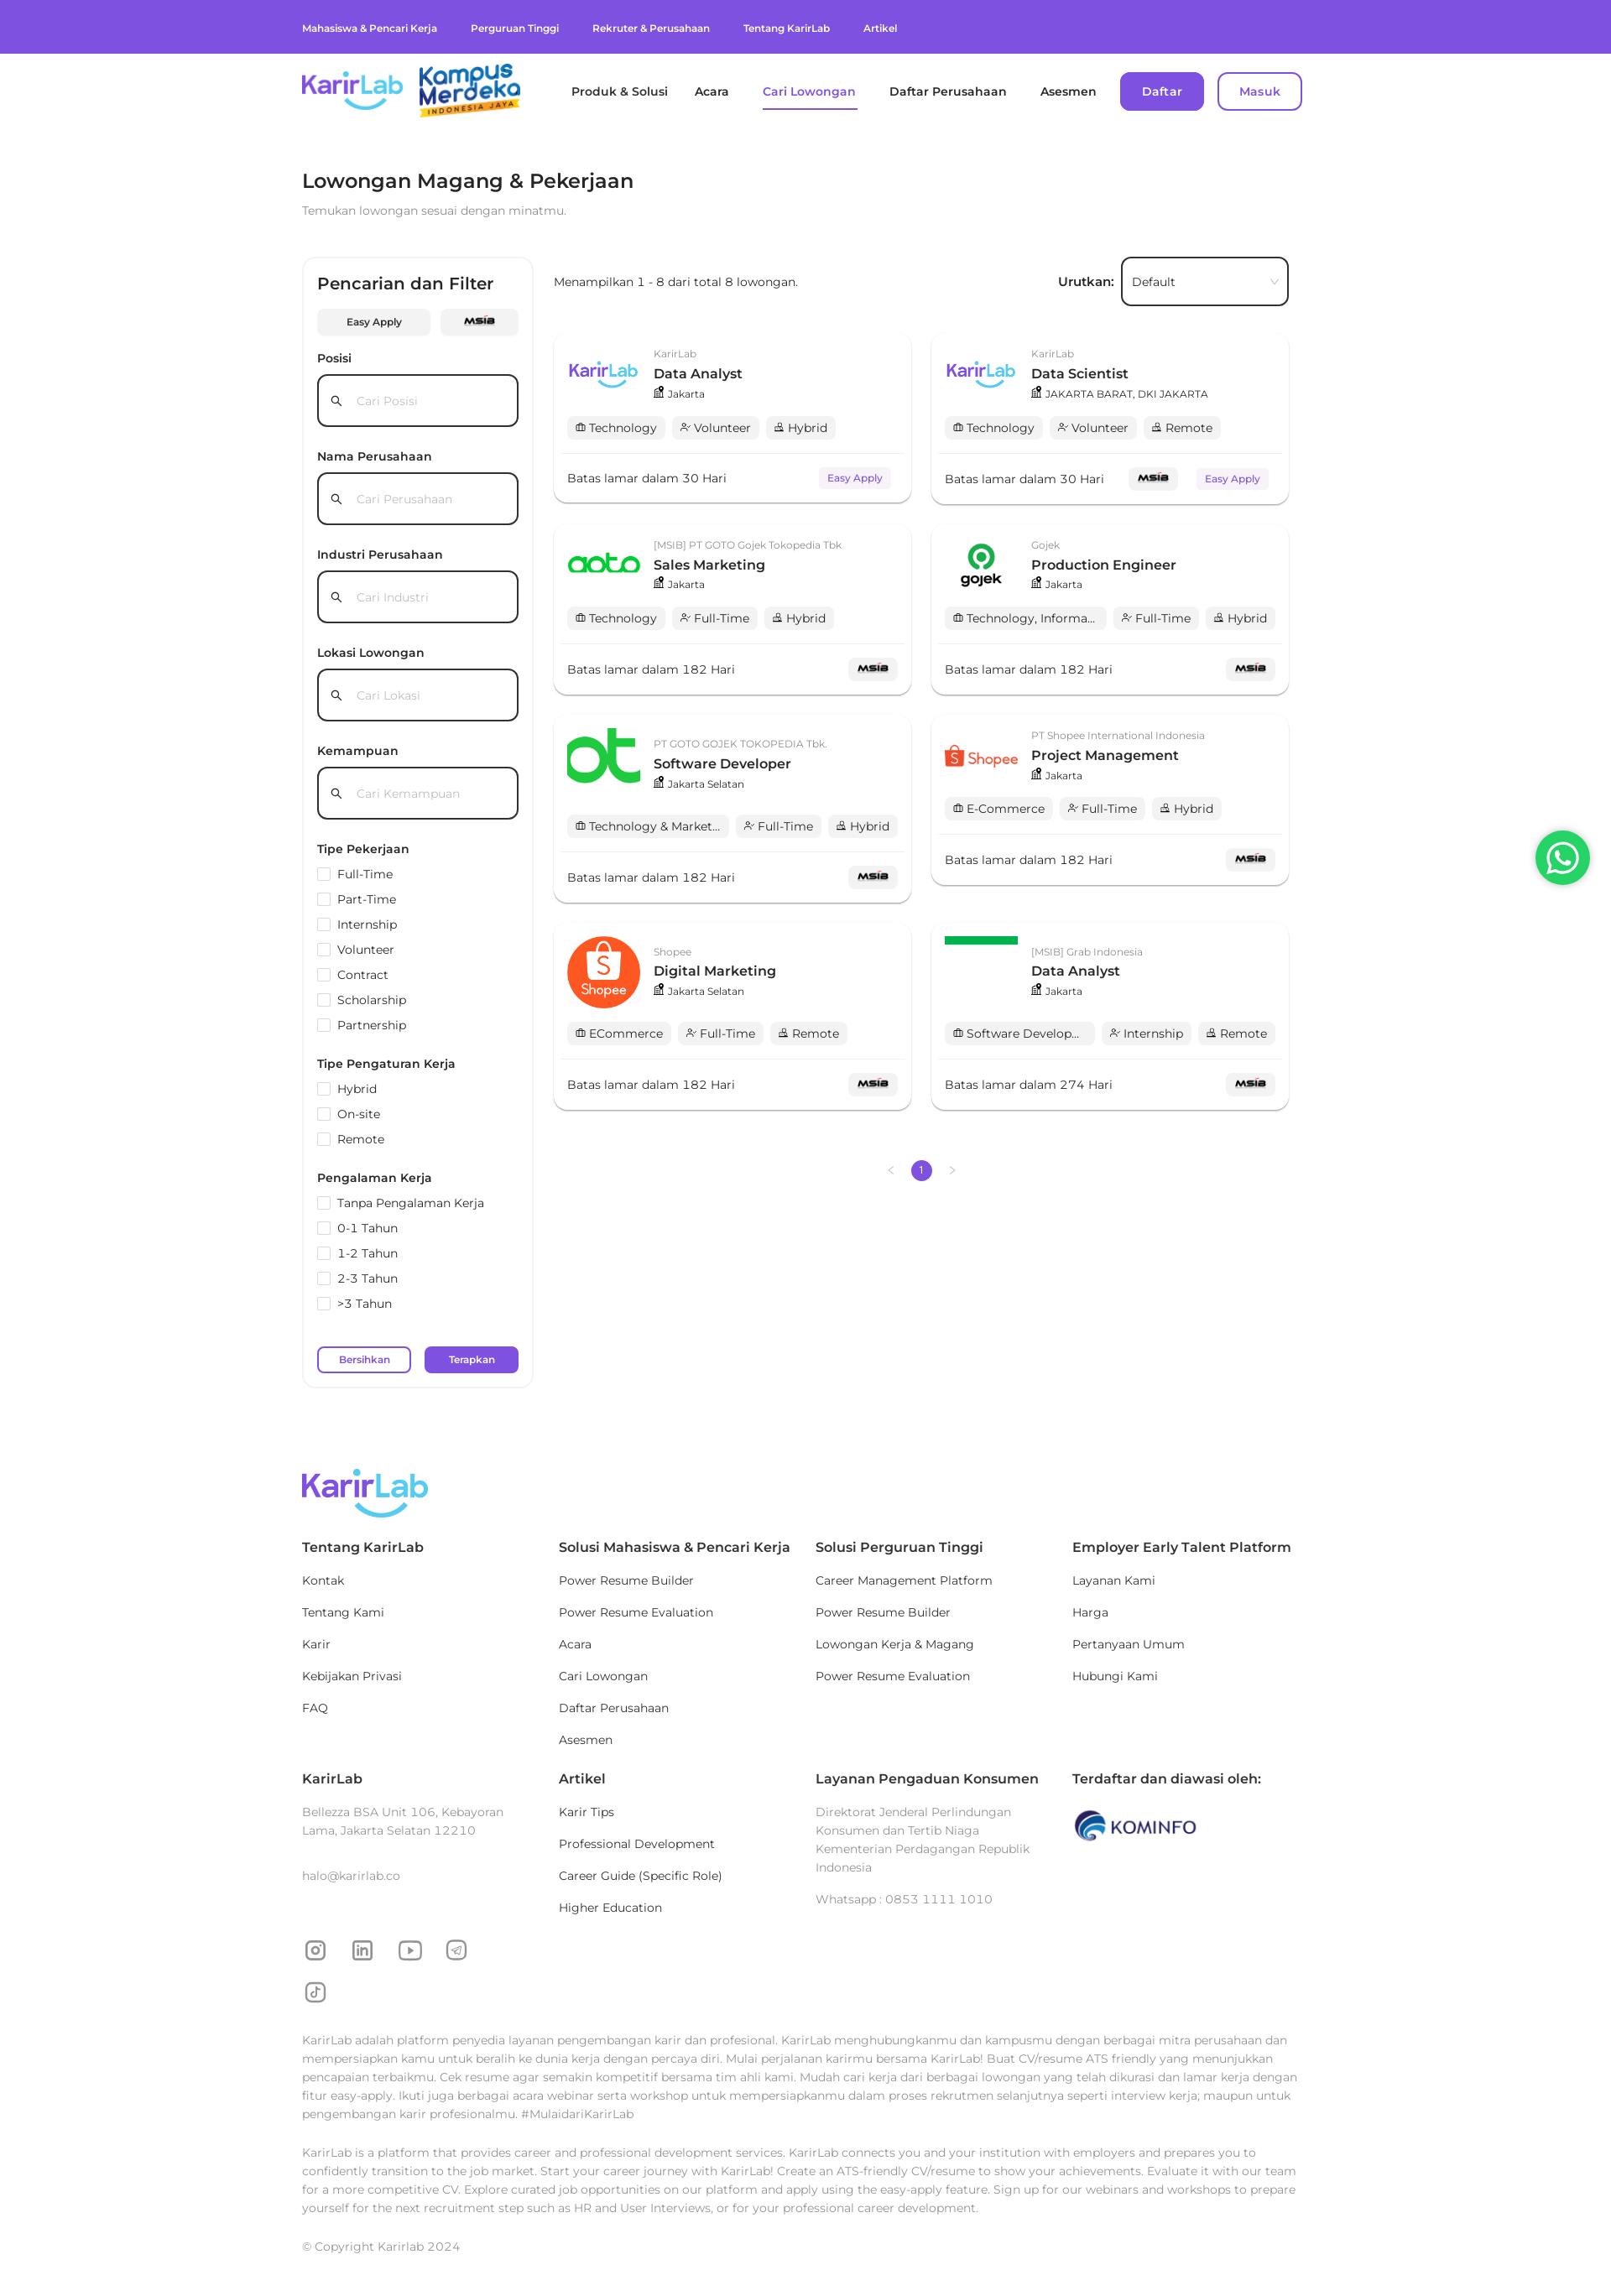 Mahasiswa & Pencari Kerja
Perguruan Tinggi
Rekruter & Perusahaan
Tentang KarirLab
Artikel
KarirLab
Kampus
Merdeka
INDONESIA JAYA
Produk & Solusi
Acara
Cari Lowongan
Daftar Perusahaan
Asesmen
Daftar
Masuk
Lowongan Magang & Pekerjaan
Temukan lowongan sesuai dengan minatmu.
Pencarian dan Filter
Easy Apply
MSIB
Posisi
Cari Posisi
Nama Perusahaan
Cari Perusahaan
Industri Perusahaan
Cari Industri
Lokasi Lowongan
Cari Lokasi
Kemampuan
Cari Kemampuan
Tipe Pekerjaan
Full-Time
Part-Time
Internship
Volunteer
Contract
Scholarship
Partnership
Tipe Pengaturan Kerja
Hybrid
On-site
Remote
Pengalaman Kerja
Tanpa Pengalaman Kerja
0-1 Tahun
1-2 Tahun
2-3 Tahun
>3 Tahun
Bersihkan
Terapkan
Menampilkan 1 - 8 dari total 8 lowongan.
Urutkan:
Default
KarirLab
KarirLab
Data Analyst
Jakarta
Technology
Volunteer
Hybrid
Batas lamar dalam 30 Hari
Easy Apply
KarirLab
KarirLab
Data Scientist
JAKARTA BARAT, DKI JAKARTA
Technology
Volunteer
Remote
Batas lamar dalam 30 Hari
MSIB
Easy Apply
goto
[MSIB] PT GOTO Gojek Tokopedia Tbk
Sales Marketing
Jakarta
Technology
Full-Time
Hybrid
Batas lamar dalam 182 Hari
MSIB
gojek
Gojek
Production Engineer
Jakarta
Technology, Informa...
Full-Time
Hybrid
Batas lamar dalam 182 Hari
MSIB
PT GOTO GOJEK TOKOPEDIA Tbk.
Software Developer
Jakarta Selatan
Technology & Market...
Full-Time
Hybrid
Batas lamar dalam 182 Hari
MSIB
Shopee
PT Shopee International Indonesia
Project Management
Jakarta
E-Commerce
Full-Time
Hybrid
Batas lamar dalam 182 Hari
MSIB
Shopee
Shopee
Digital Marketing
Jakarta Selatan
ECommerce
Full-Time
Remote
Batas lamar dalam 182 Hari
MSIB
[MSIB] Grab Indonesia
Data Analyst
Jakarta
Software Develop...
Internship
Remote
Batas lamar dalam 274 Hari
MSIB
1
KarirLab
Tentang KarirLab
Kontak
Tentang Kami
Karir
Kebijakan Privasi
FAQ
Solusi Mahasiswa & Pencari Kerja
Power Resume Builder
Power Resume Evaluation
Acara
Cari Lowongan
Daftar Perusahaan
Asesmen
Solusi Perguruan Tinggi
Career Management Platform
Power Resume Builder
Lowongan Kerja & Magang
Power Resume Evaluation
Employer Early Talent Platform
Layanan Kami
Harga
Pertanyaan Umum
Hubungi Kami
KarirLab
Bellezza BSA Unit 106, Kebayoran
Lama, Jakarta Selatan 12210
halo@karirlab.co
Artikel
Karir Tips
Professional Development
Career Guide (Specific Role)
Higher Education
Layanan Pengaduan Konsumen
Direktorat Jenderal Perlindungan
Konsumen dan Tertib Niaga
Kementerian Perdagangan Republik
Indonesia
Whatsapp : 0853 1111 1010
Terdaftar dan diawasi oleh:
KOMINFO
KarirLab adalah platform penyedia layanan pengembangan karir dan profesional. KarirLab menghubungkanmu dan kampusmu dengan berbagai mitra perusahaan dan
mempersiapkan kamu untuk beralih ke dunia kerja dengan percaya diri. Mulai perjalanan karirmu bersama KarirLab! Buat CV/resume ATS friendly yang menunjukkan
pencapaian terbaikmu. Cek resume agar semakin kompetitif bersama tim ahli kami. Mudah cari kerja dari berbagai lowongan yang telah dikurasi dan lamar kerja dengan
fitur easy-apply. Ikuti juga berbagai acara webinar serta workshop untuk mempersiapkanmu dalam proses rekrutmen selanjutnya seperti interview kerja; maupun untuk
pengembangan karir profesionalmu. #MulaidariKarirLab
KarirLab is a platform that provides career and professional development services. KarirLab connects you and your institution with employers and prepares you to
confidently transition to the job market. Start your career journey with KarirLab! Create an ATS-friendly CV/resume to show your achievements. Evaluate it with our team
for a more competitive CV. Explore curated job opportunities on our platform and apply using the easy-apply feature. Sign up for our webinars and workshops to prepare
yourself for the next recruitment step such as HR and User Interviews, or for your professional career development.
© Copyright Karirlab 2024